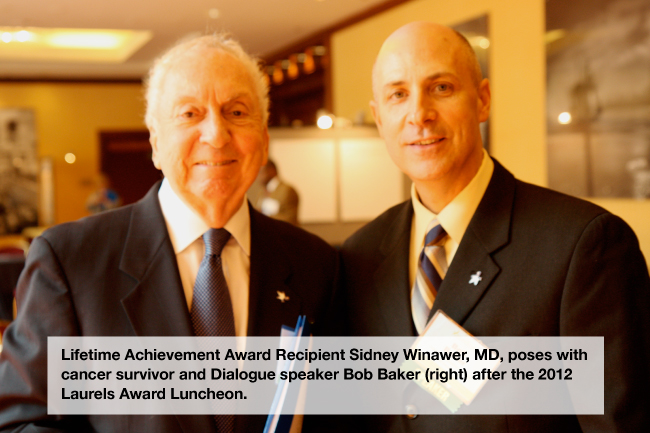 Lifetime Achievement Award Recipient Sidney Winawer, MD, poses with
cancer survivor and Dialogue speaker Bob Baker (right) after the 2012
Laurels Award Luncheon.